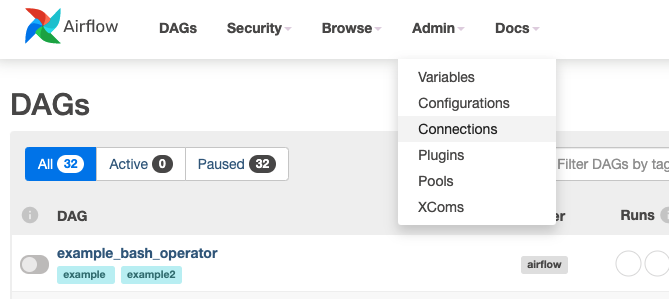 Airflow DAGs Security Browse Admin Docs
Variables
Configurations
Connections
Plugins
Pools
XComs
DAGs
All 32 Active 0 Paused 32
Filter DAGs by tag
i DAG Runs
example_bash_operator
example example2
airflow